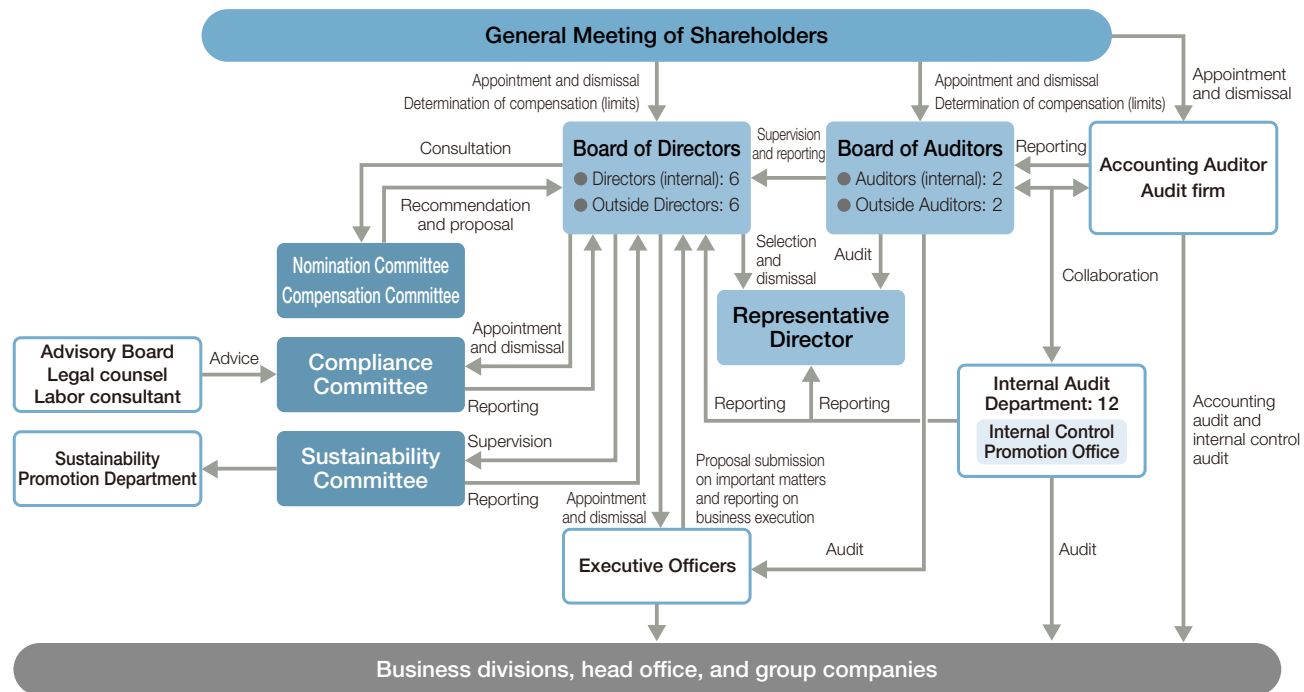 General Meeting of Shareholders
Appointment and dismissal
Determination of compensation (limits)
Appointment and dismissal
Determination of compensation (limits)
Appointment
and dismissal
Consultation
Board of Directors
● Directors (internal): 6
● Outside Directors: 6
Supervision
and reporting
Board of Auditors
● Auditors (internal): 2
● Outside Auditors: 2
Reporting
Accounting Auditor
Audit firm
Recommendation
and proposal
Nomination Committee
Compensation Committee
Selection
and
dismissal
Audit
Collaboration
Representative
Director
Advisory Board
Legal counsel
Labor consultant
Advice
Compliance
Committee
Appointment
and dismissal
Reporting
Reporting
Reporting
Internal Audit
Department: 12
Internal Control
Promotion Office
Accounting
audit and
internal control
audit
Sustainability
Promotion Department
Sustainability
Committee
Supervision
Reporting
Appointment
and dismissal
Proposal submission
on important matters
and reporting on
business execution
Executive Officers
Audit
Audit
Business divisions, head office, and group companies